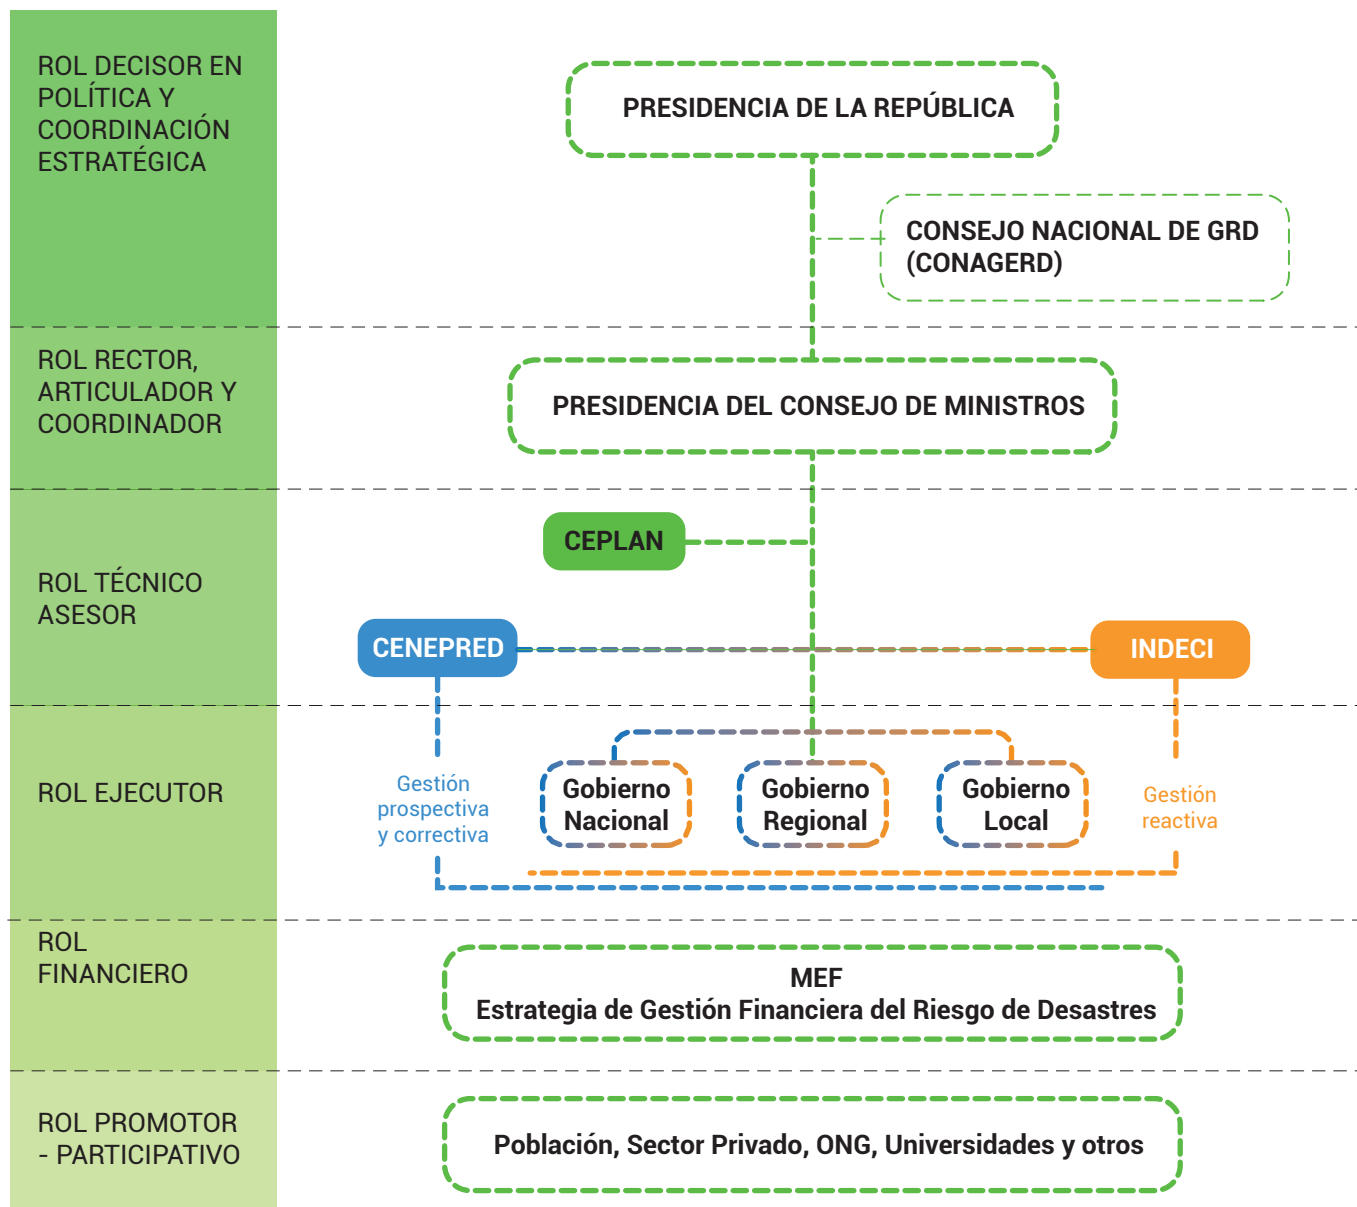 ROL DECISOR EN
POLÍTICA Y
COORDINACIÓN
ESTRATÉGICA
PRESIDENCIA DE LA REPÚBLICA
CONSEJO NACIONAL DE GRD
(CONAGERD)
ROL RECTOR,
ARTICULADOR Y
COORDINADOR
PRESIDENCIA DEL CONSEJO DE MINISTROS
ROL TÉCNICO
ASESOR
CEPLAN
CENEPRED
INDECI
ROL EJECUTOR
Gestión
prospectiva
y correctiva
Gobierno
Nacional
Gobierno
Regional
Gobierno
Local
Gestión
reactiva
ROL
FINANCIERO
MEF
Estrategia de Gestión Financiera del Riesgo de Desastres
ROL PROMOTOR
- PARTICIPATIVO
Población, Sector Privado, ONG, Universidades y otros